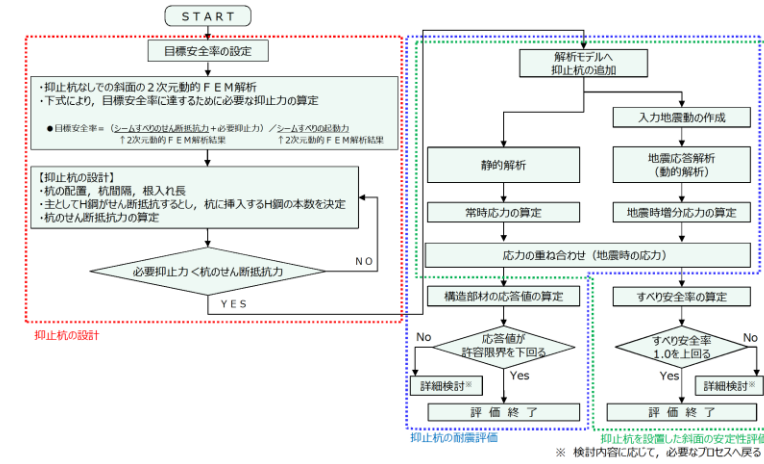 START
目標安全率の設定
・抑止杭なしでの斜面の２次元動的ＦＥＭ解析
・下式により，目標安全率に達するために必要な抑止力の算定
●目標安全率＝（シームすべりのせん断抵抗力＋必要抑止力）／シームすべりの起動力
↑２次元動的ＦＥＭ解析結果　↑２次元動的ＦＥＭ解析結果
【抑止杭の設計】
・杭の配置，杭間隔，根入れ長
・主としてH鋼がせん断抵抗するとし，杭に挿入するH鋼の本数を決定
・杭のせん断抵抗力の算定
必要抑止力＜杭のせん断抵抗力
NO
YES
抑止杭の設計
解析モデルへ
抑止杭の追加
入力地震動の作成
静的解析
地震応答解析
（動的解析）
常時応力の算定
地震時増分応力の算定
応力の重ね合わせ（地震時の応力）
構造部材の応答値の算定
すべり安全率の算定
応答値が
許容限界を下回る
No
Yes
詳細検討※
評価終了
すべり安全率
1.0を上回る
No
Yes
詳細検討※
評価終了
抑止杭の耐震評価
抑止杭を設置した斜面の安定性評価
※ 検討内容に応じて，必要なプロセスへ戻る